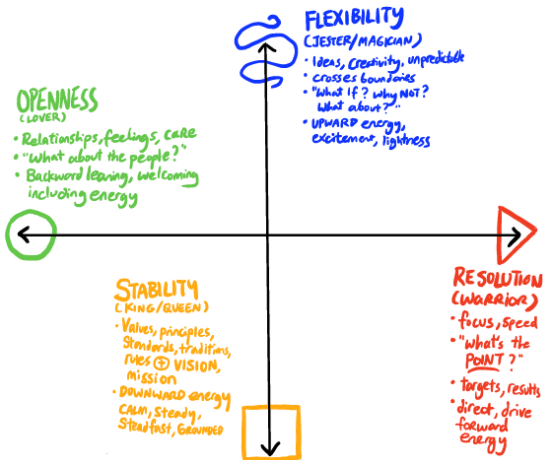 FLEXIBILITY
(JESTER/MAGICIAN)
• Ideas, Creativity, unpredictable
• Crosses boundaries
• "What If? Why NOT?
What about?"
• UPWARD energy,
excitement, lightness
OPENNESS
(LOVER)
• Relationships, feelings, CARE
• "What about the people?"
• Backward leaning, welcoming
including energy
STABILITY
(KING/QUEEN)
• Values, principles,
Standards, traditions,
rules + VISION,
mission
• DOWNWARD energy
CALM, Steady,
Steadfast, GROUNDED
RESOLUTION
(WARRIOR)
• focus, speed
• "what's the
POINT?"
• targets, results
• direct, drive
forward
energy